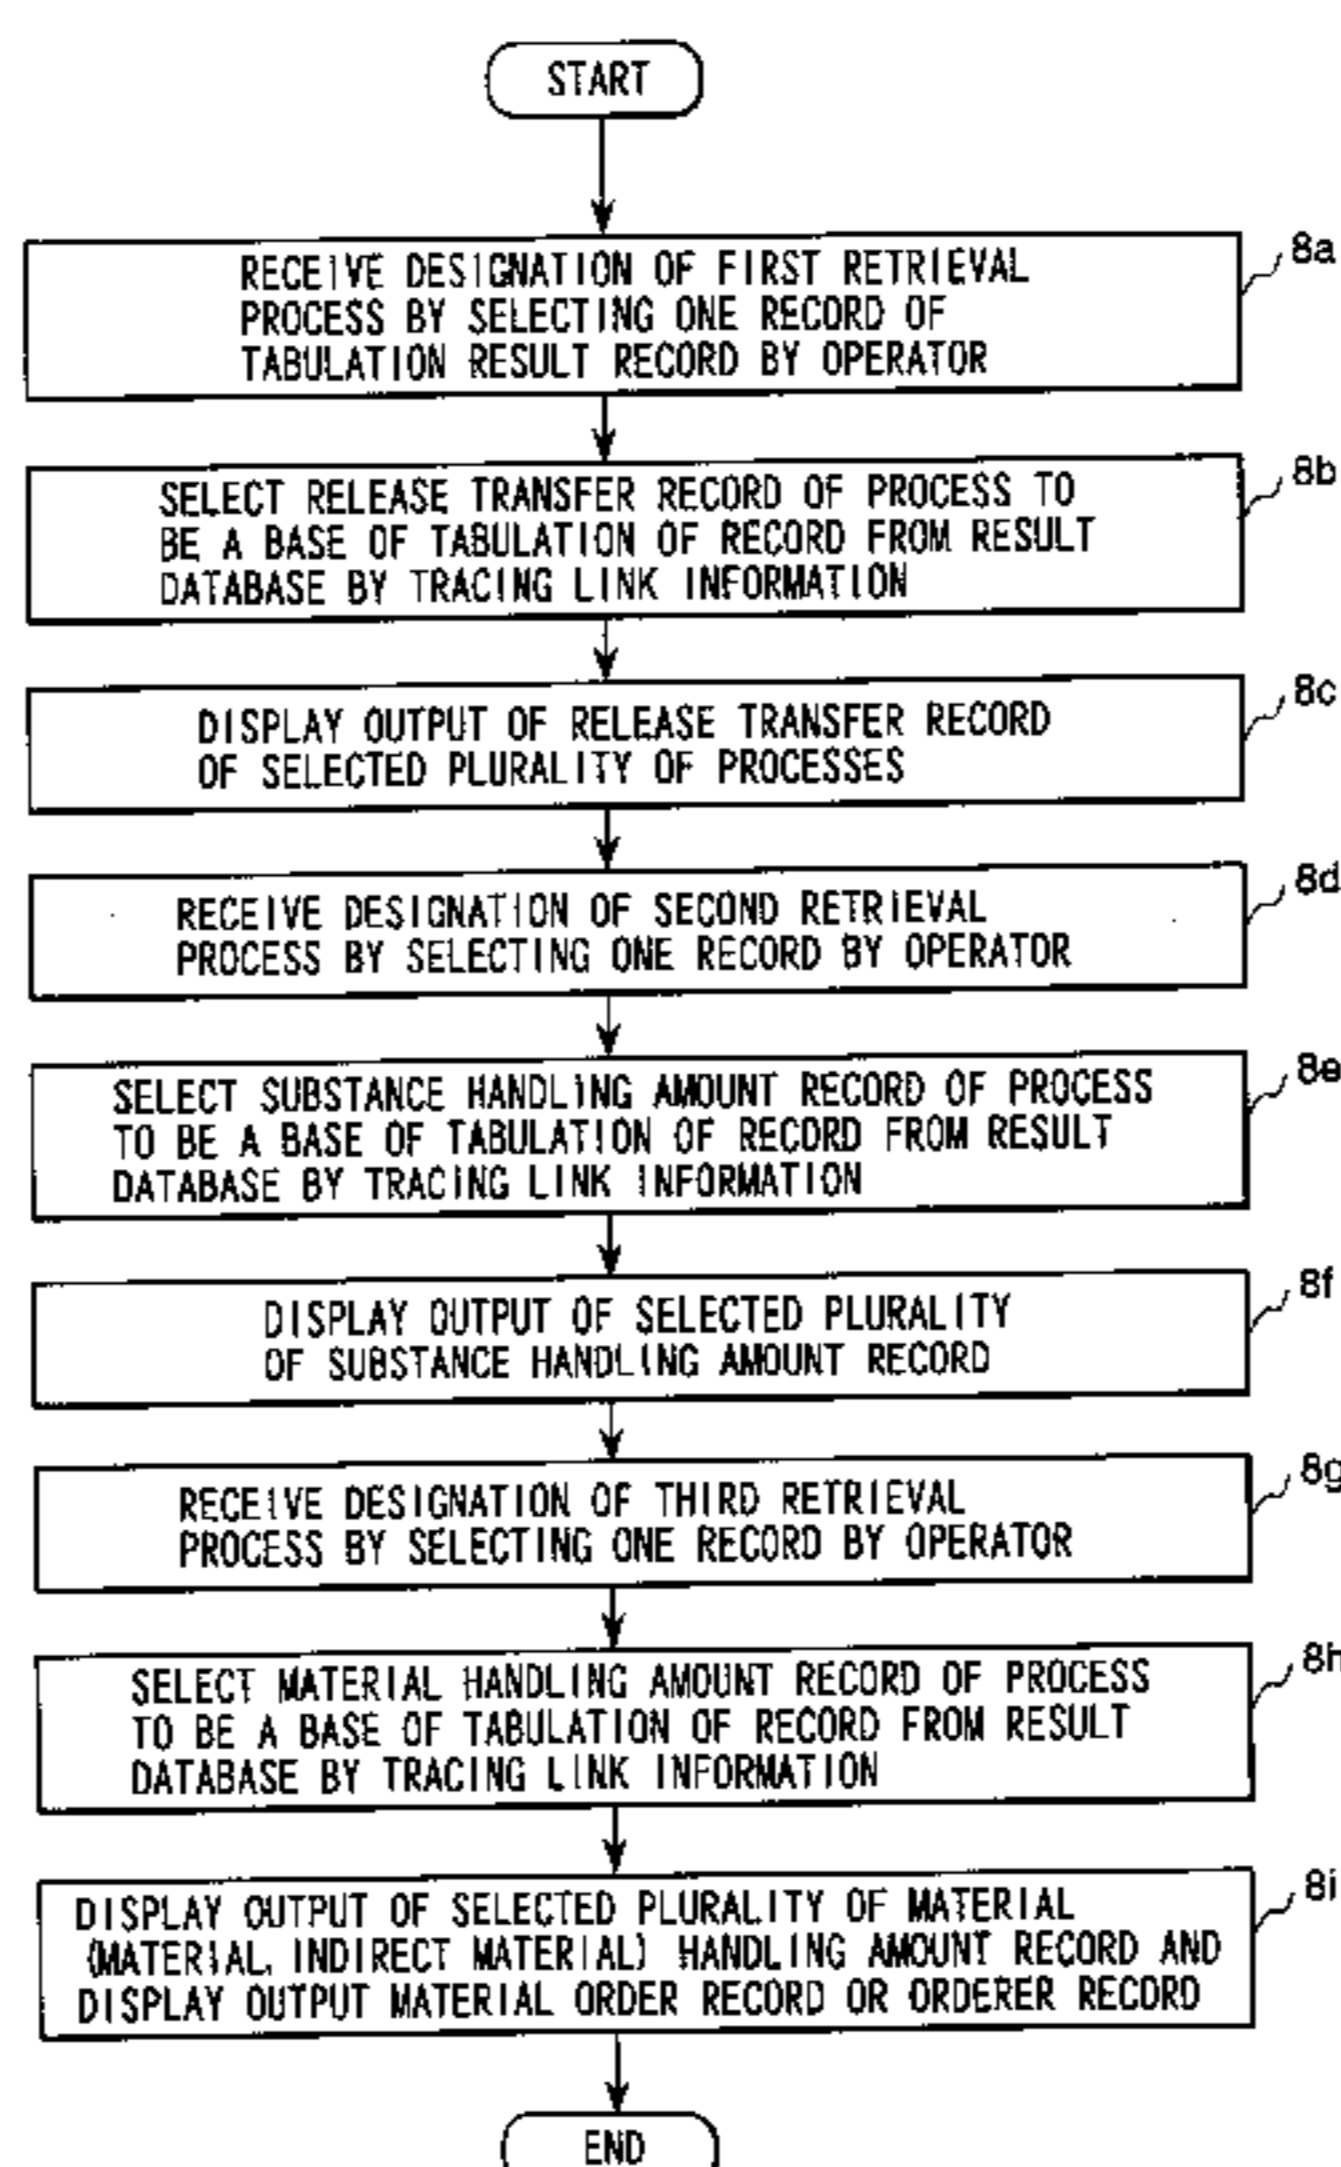 START
8a
RECEIVE DESIGNATION OF FIRST RETRIEVAL
PROCESS BY SELECTING ONE RECORD OF
TABULATION RESULT RECORD BY OPERATOR
8b
SELECT RELEASE TRANSFER RECORD OF PROCESS TO
BE A BASE OF TABULATION OF RECORD FROM RESULT
DATABASE BY TRACING LINK INFORMATION
8c
DISPLAY OUTPUT OF RELEASE TRANSFER RECORD
OF SELECTED PLURALITY OF PROCESSES
8d
RECEIVE DESIGNATION OF SECOND RETRIEVAL
PROCESS BY SELECTING ONE RECORD BY OPERATOR
8e
SELECT SUBSTANCE HANDLING AMOUNT RECORD OF PROCESS
TO BE A BASE OF TABULATION OF RECORD FROM RESULT
DATABASE BY TRACING LINK INFORMATION
8f
DISPLAY OUTPUT OF SELECTED PLURALITY
OF SUBSTANCE HANDLING AMOUNT RECORD
8g
RECEIVE DESIGNATION OF THIRD RETRIEVAL
PROCESS BY SELECTING ONE RECORD BY OPERATOR
8h
SELECT MATERIAL HANDLING AMOUNT RECORD OF PROCESS
TO BE A BASE OF TABULATION OF RECORD FROM RESULT
DATABASE BY TRACING LINK INFORMATION
8i
DISPLAY OUTPUT OF SELECTED PLURALITY OF MATERIAL
(MATERIAL, INDIRECT MATERIAL) HANDLING AMOUNT RECORD AND
DISPLAY OUTPUT MATERIAL ORDER RECORD OR ORDERER RECORD
END